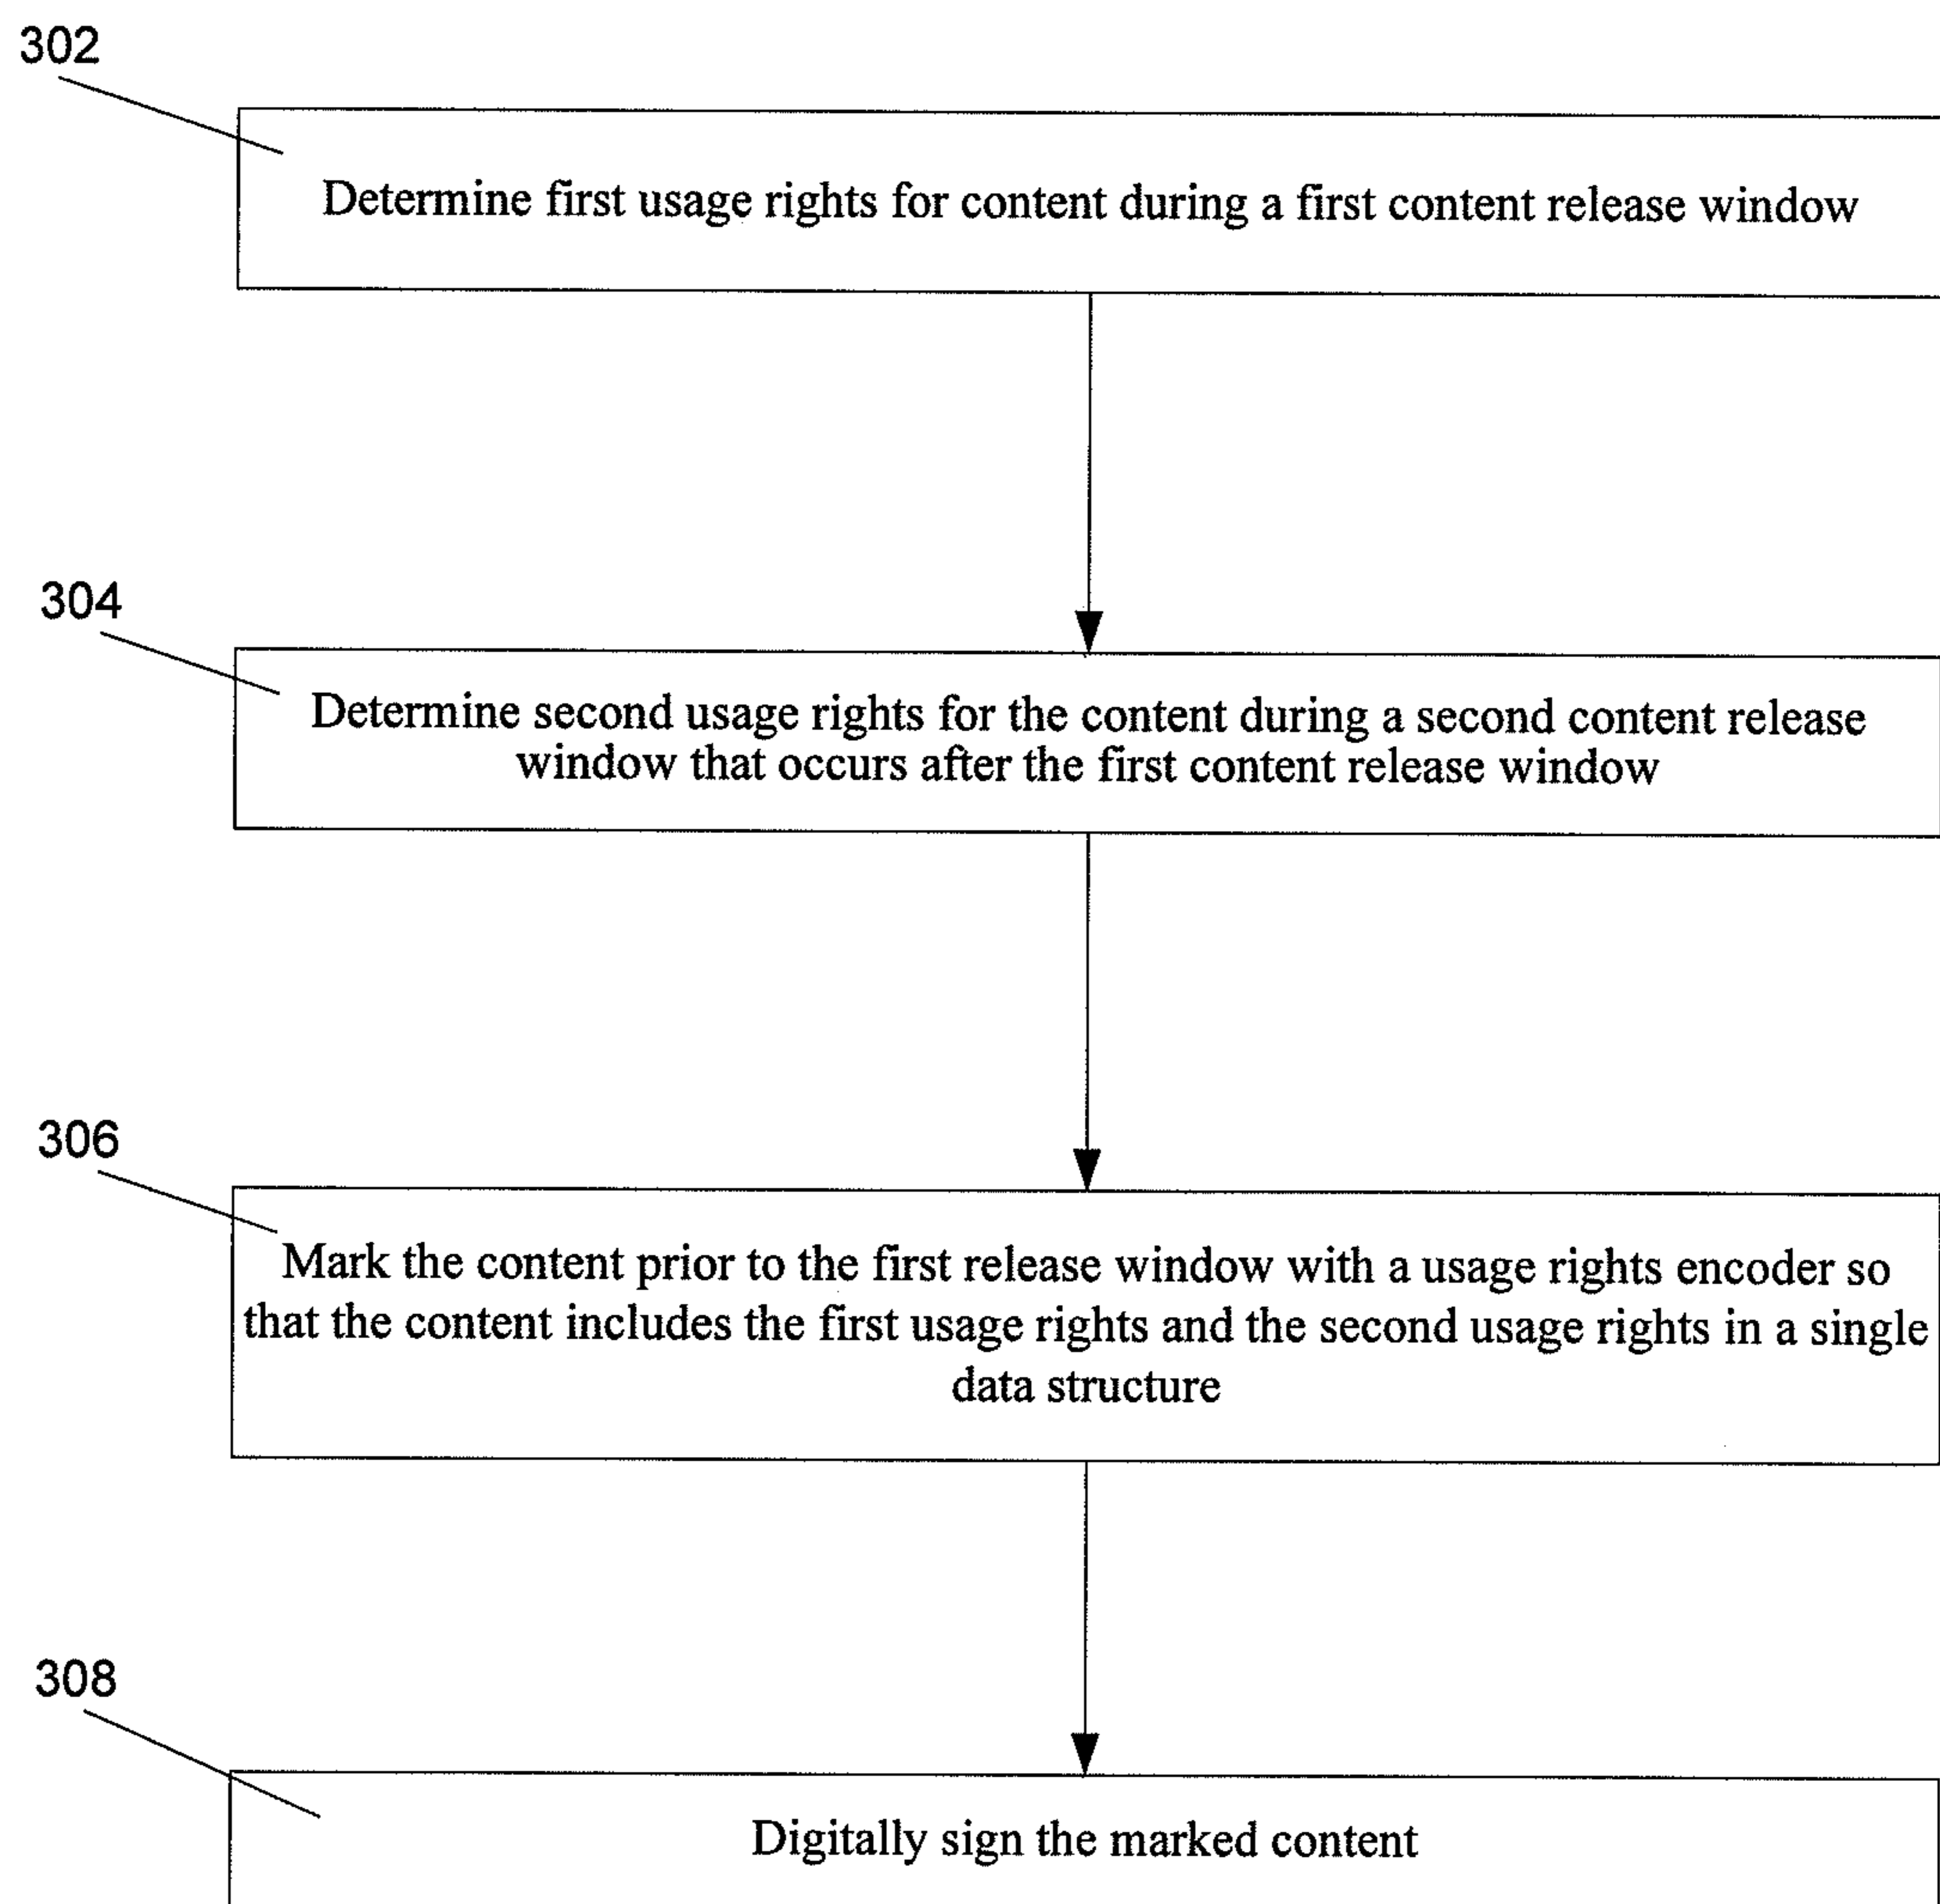 302
Determine first usage rights for content during a first content release window
304
Determine second usage rights for the content during a second content release
window that occurs after the first content release window
306
Mark the content prior to the first release window with a usage rights encoder so
that the content includes the first usage rights and the second usage rights in a single
data structure
308
Digitally sign the marked content